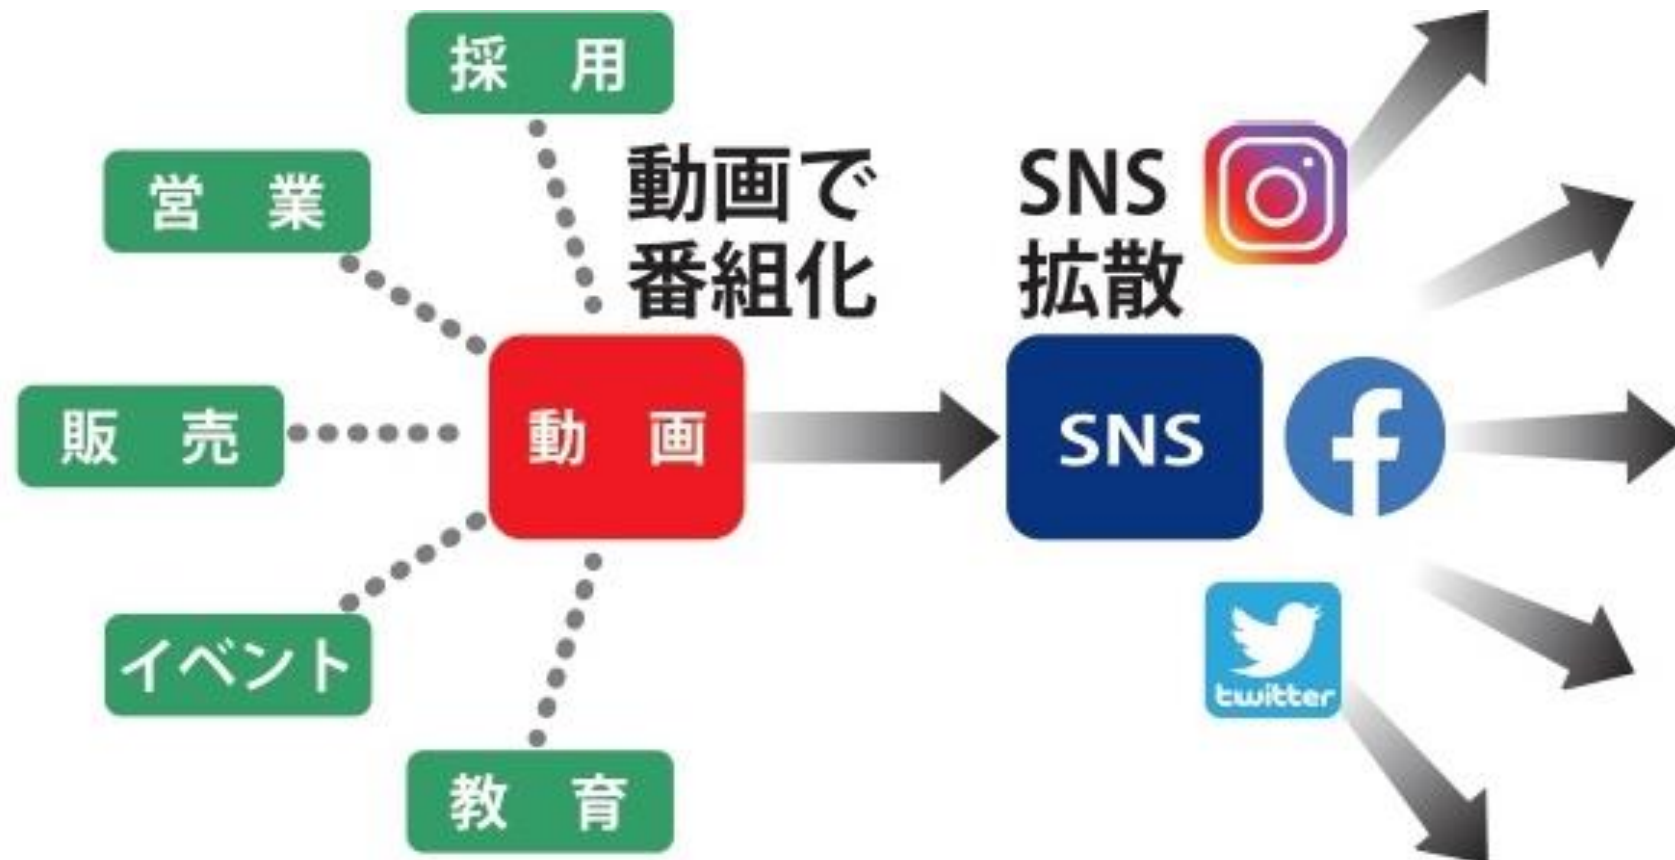 採　用
営　業
販　売
イベント
教　育
動画で
番組化
動　画
SNS
拡散
SNS
twitter